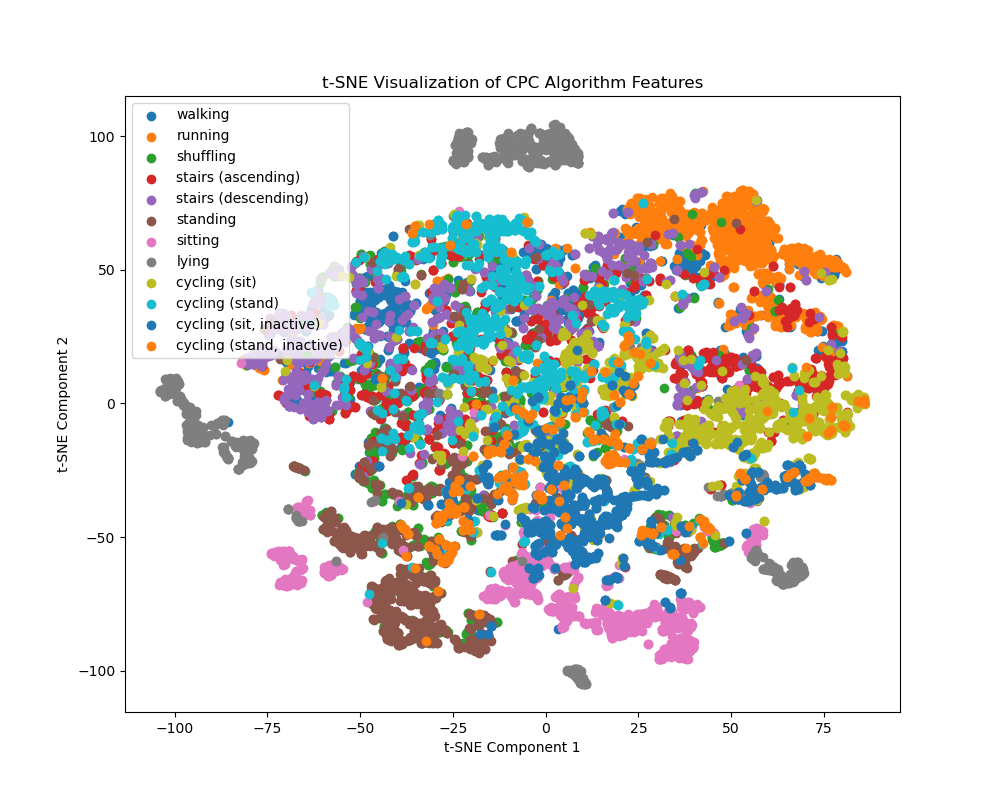 t-SNE Visualization of CPC Algorithm Features
walking
running
shuffling
stairs (ascending)
stairs (descending)
standing
sitting
lying
cycling (sit)
cycling (stand)
cycling (sit, inactive)
cycling (stand, inactive)
100
50
0
−50
−100
t-SNE Component 2
−100
−75
−50
−25
0
25
50
75
t-SNE Component 1